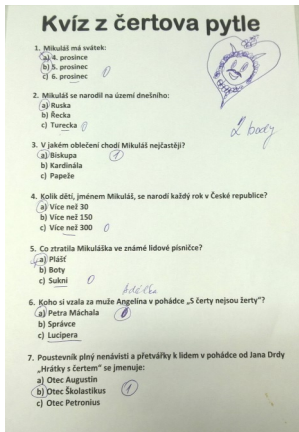 Kvíz z čertova pytle
1. Mikuláš má svátek:
a) 4. prosince
b) 5. prosinec
c) 6. prosinec 0
2. Mikuláš se narodil na území dnešního:
a) Ruska
b) Řecka
c) Turecka 0
2 body
3. V jakém oblečení chodí Mikuláš nejčastěji?
a) Biskupa 1
b) Kardinála
c) Papeže
4. Kolik dětí, jménem Mikuláš, se narodí každý rok v České republice?
a) Více než 30
b) Více než 150
c) Více než 300 0
5. Co ztratila Mikuláška ve známé lidové písničce?
a) Plášť
b) Boty
c) Sukni 0
Adélka
6. Koho si vzala za muže Angelina v pohádce „S čerty nejsou žerty“?
a) Petra Máchala 0
b) Správce
c) Lucipera
7. Poustevník plný nenávisti a přetvářky k lidem v pohádce od Jana Drdy
„Hrátky s čertem“ se jmenuje:
a) Otec Augustin
b) Otec Školastikus 1
c) Otec Petronius